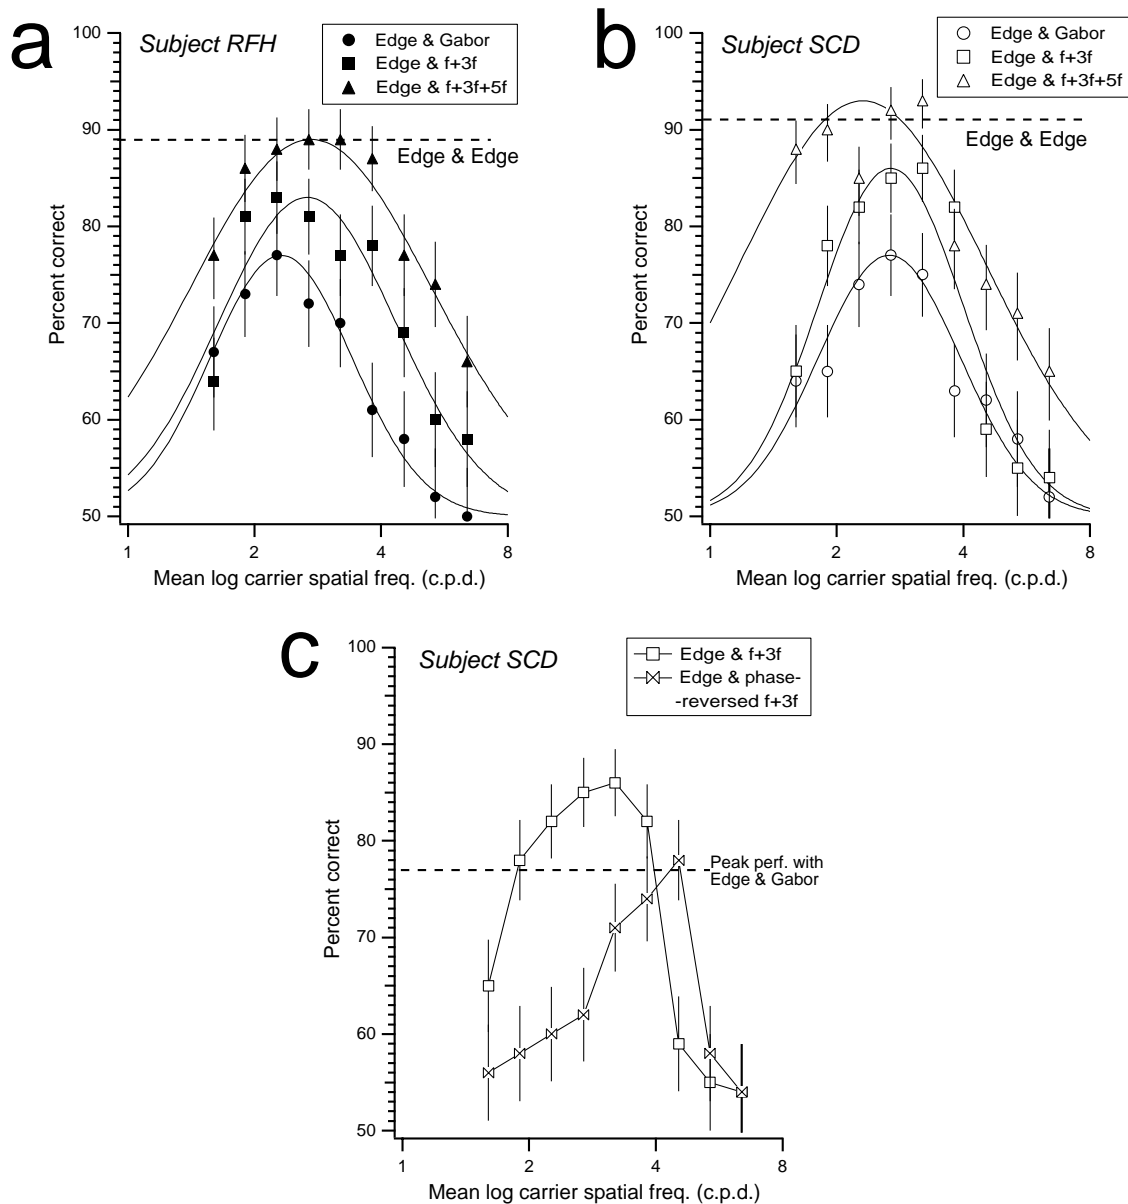 a
Subject RFH
Edge & Gabor
Edge & f+3f
Edge & f+3f+5f
Edge & Edge
100
90
80
70
60
50
Percent correct
1 2 4 8
Mean log carrier spatial freq. (c.p.d.)
b
Subject SCD
Edge & Gabor
Edge & f+3f
Edge & f+3f+5f
Edge & Edge
100
90
80
70
60
50
Percent correct
1 2 4 8
Mean log carrier spatial freq. (c.p.d.)
c
Subject SCD
Edge & f+3f
Edge & phase-
-reversed f+3f
Peak perf. with
Edge & Gabor
100
90
80
70
60
50
Percent correct
1 2 4 8
Mean log carrier spatial freq. (c.p.d.)